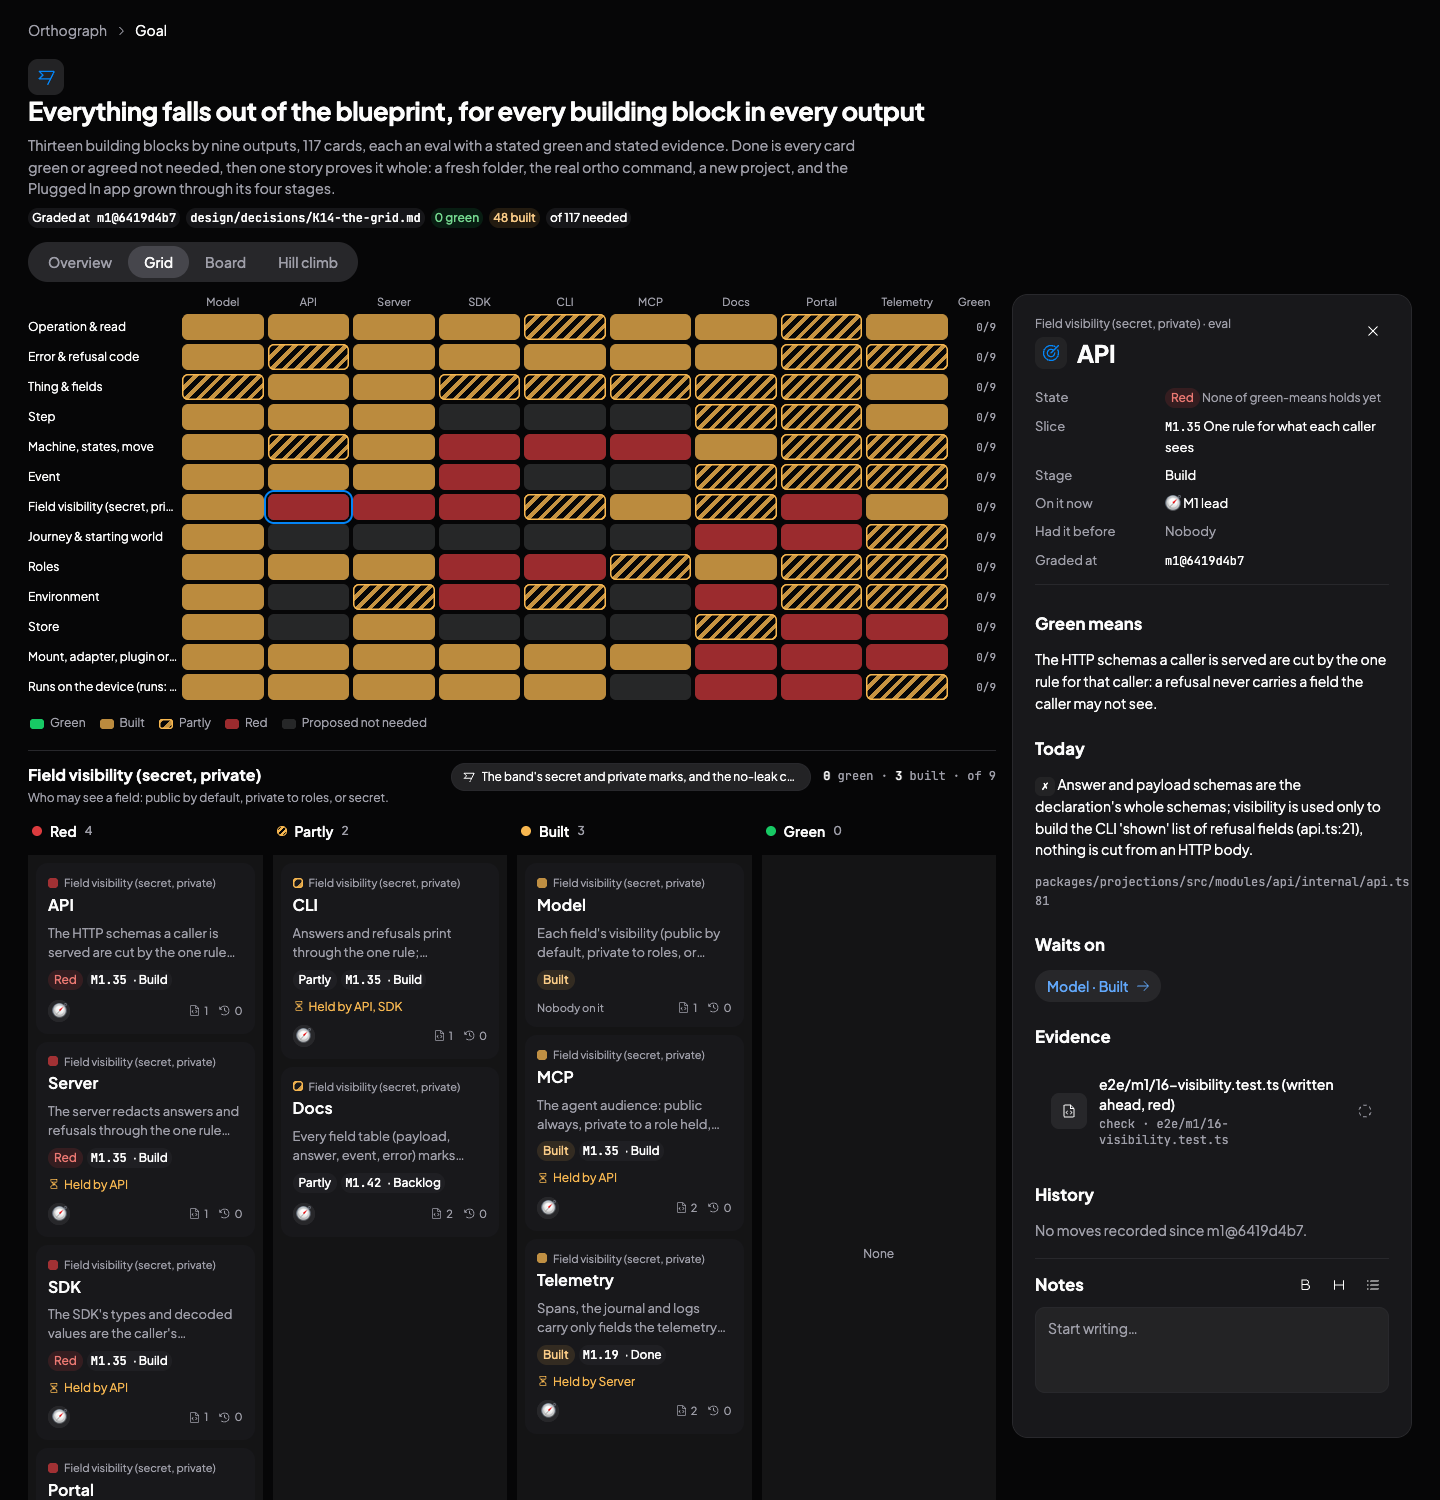 Orthograph > Goal
Everything falls out of the blueprint, for every building block in every output
Thirteen building blocks by nine outputs, 117 cards, each an eval with a stated green and stated evidence. Done is every card
green or agreed not needed, then one story proves it whole: a fresh folder, the real ortho command, a new project, and the
Plugged In app grown through its four stages.
Graded at m1@6419d4b7 design/decisions/K14-the-grid.md 0 green 48 built of 117 needed
Overview Grid Board Hill climb
Model API Server SDK CLI MCP Docs Portal Telemetry Green
Operation & read 0/9
Error & refusal code 0/9
Thing & fields 0/9
Step 0/9
Machine, states, move 0/9
Event 0/9
Field visibility (secret, pri... 0/9
Journey & starting world 0/9
Roles 0/9
Environment 0/9
Store 0/9
Mount, adapter, plugin or... 0/9
Runs on the device (runs: ... 0/9
Green Built Partly Red Proposed not needed
Field visibility (secret, private)
The band's secret and private marks, and the no-leak c...
0 green · 3 built · of 9
Who may see a field: public by default, private to roles, or secret.
Red 4
Field visibility (secret, private)
API
The HTTP schemas a caller is
served are cut by the one rule...
Red M1.35 · Build
1 0
Field visibility (secret, private)
Server
The server redacts answers and
refusals through the one rule...
Red M1.35 · Build
Held by API
1 0
Field visibility (secret, private)
SDK
The SDK's types and decoded
values are the caller's...
Red M1.35 · Build
Held by API
1 0
Field visibility (secret, private)
Portal
Partly 2
Field visibility (secret, private)
CLI
Answers and refusals print
through the one rule;...
Partly M1.35 · Build
Held by API, SDK
1 0
Field visibility (secret, private)
Docs
Every field table (payload,
answer, event, error) marks...
Partly M1.42 · Backlog
2 0
Built 3
Field visibility (secret, private)
Model
Each field's visibility (public by
default, private to roles, or...
Built
Nobody on it 1 0
Field visibility (secret, private)
MCP
The agent audience: public
always, private to a role held,...
Built M1.35 · Build
Held by API
2 0
Field visibility (secret, private)
Telemetry
Spans, the journal and logs
carry only fields the telemetry...
Built M1.19 · Done
Held by Server
2 0
Green 0
None
Field visibility (secret, private) · eval
API
State Red None of green-means holds yet
Slice M1.35 One rule for what each caller
sees
Stage Build
On it now M1 lead
Had it before Nobody
Graded at m1@6419d4b7
Green means
The HTTP schemas a caller is served are cut by the one
rule for that caller: a refusal never carries a field the
caller may not see.
Today
✗ Answer and payload schemas are the
declaration's whole schemas; visibility is used only to
build the CLI 'shown' list of refusal fields (api.ts:21),
nothing is cut from an HTTP body.
packages/projections/src/modules/api/internal/api.ts
81
Waits on
Model · Built →
Evidence
e2e/m1/16-visibility.test.ts (written
ahead, red)
check · e2e/m1/16-
visibility.test.ts
History
No moves recorded since m1@6419d4b7.
Notes B H
Start writing...